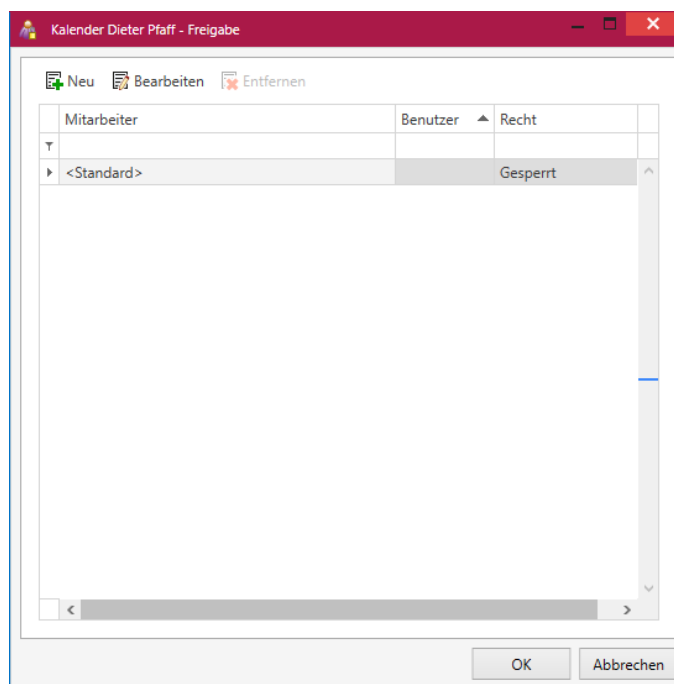 Kalender Dieter Pfaff - Freigabe
Neu Bearbeiten Entfernen
Mitarbeiter Benutzer Recht
<Standard> Gesperrt
OK Abbrechen